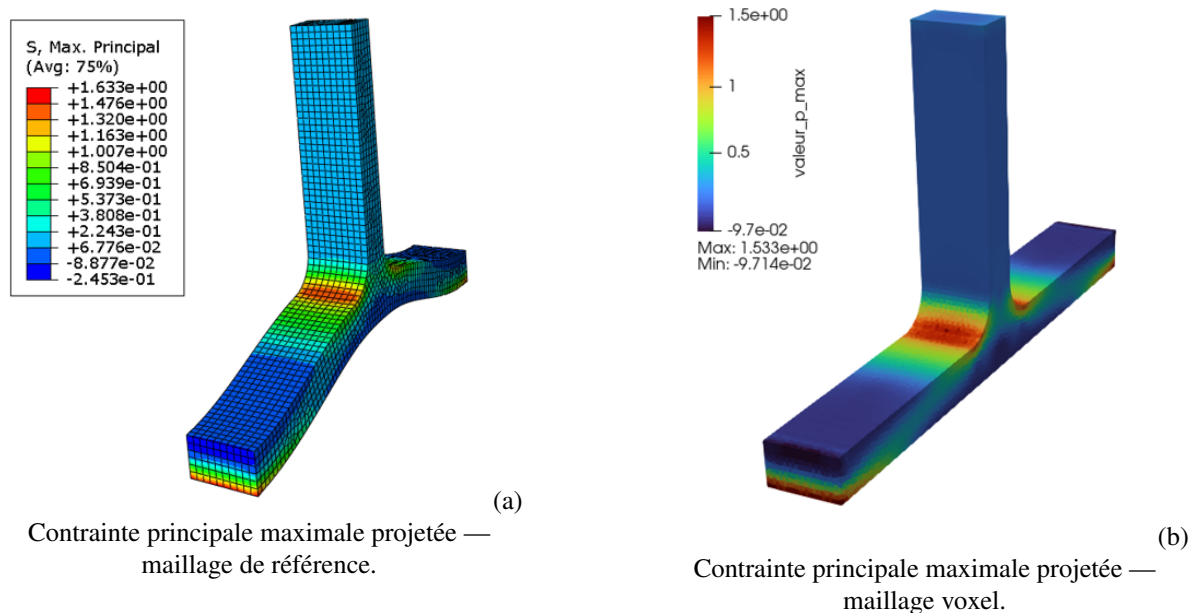 S, Max. Principal
(Avg: 75%)
+1.633e+00
+1.476e+00
+1.320e+00
+1.163e+00
+1.007e+00
+8.504e-01
+6.939e-01
+5.373e-01
+3.808e-01
+2.243e-01
+6.776e-02
-8.877e-02
-2.453e-01
(a)
Contrainte principale maximale projetée —
maillage de référence.
1.5e+00
1
0.5
-9.7e-02
valeur_p_max
Max: 1.533e+00
Min: -9.714e-02
(b)
Contrainte principale maximale projetée —
maillage voxel.